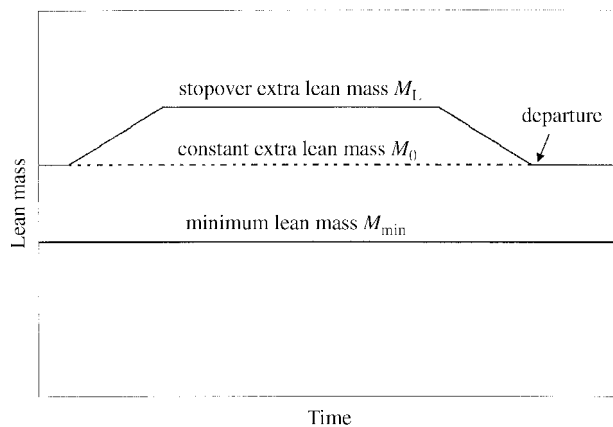 stopover extra lean mass M_L
departure
constant extra lean mass M_0
minimum lean mass M_min
Lean mass
Time